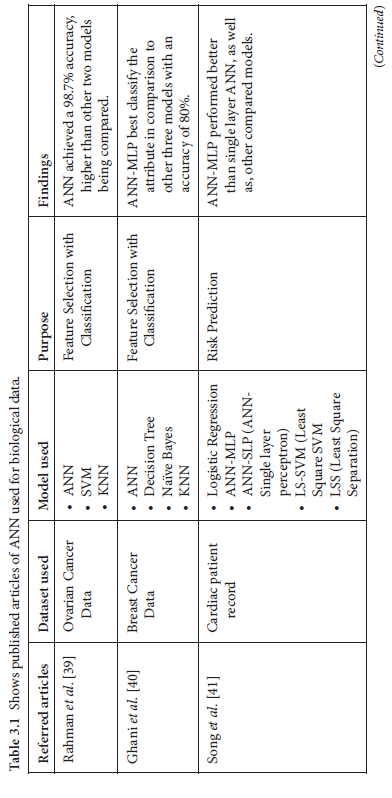 Table 3.1 Shows published articles of ANN used for biological data.
Referred articles Dataset used Model used Purpose Findings
Rahman et al. [39]
Ovarian Cancer
Data
• ANN
• SVM
• KNN
Feature Selection with
Classification
ANN achieved a 98.7% accuracy,
higher than other two models
being compared.
Ghani et al. [40]
Breast Cancer
Data
• ANN
• Decision Tree
• Naïve Bayes
• KNN
Feature Selection with
Classification
ANN-MLP best classify the
attribute in comparison to
other three models with an
accuracy of 80%.
Song et al. [41]
Cardiac patient
record
• Logistic Regression
• ANN-MLP
• ANN-SLP (ANN-
Single layer
perceptron)
• LS-SVM (Least
Square SVM
• LSS (Least Square
Separation)
Risk Prediction
ANN-MLP performed better
than single layer ANN, as well
as, other compared models.
(Continued)